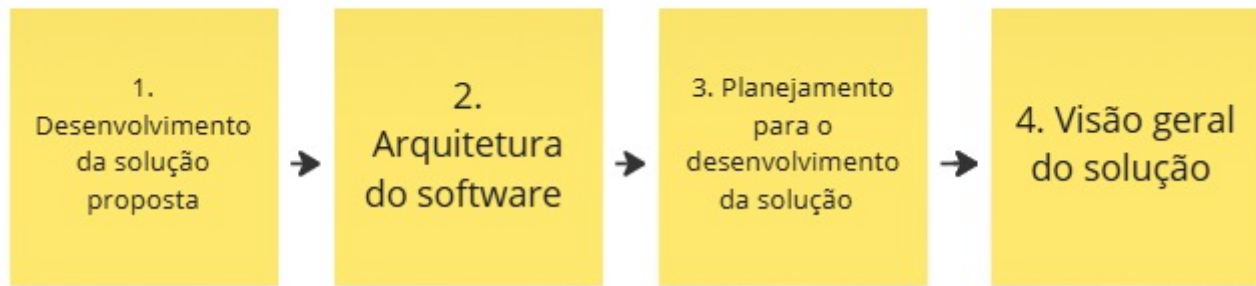 1.
Desenvolvimento
da solução
proposta
2.
Arquitetura
do software
3. Planejamento
para o
desenvolvimento
da solução
4. Visão geral
do solução